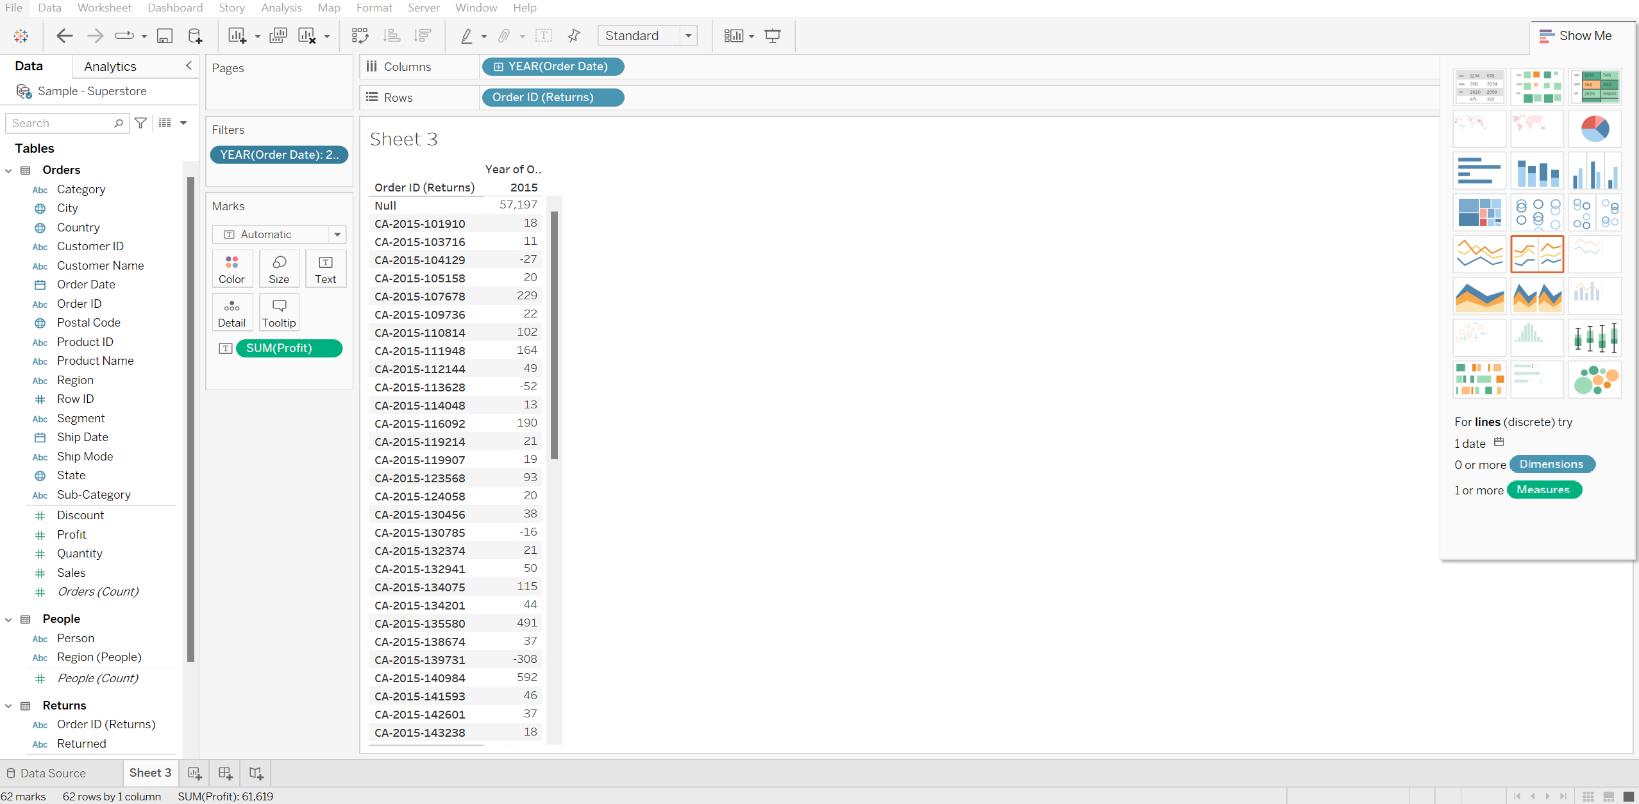 File Data Worksheet Dashboard Story Analysis Map Format Server Window Help
Standard
Show Me
Data Analytics
Sample - Superstore
Search
Tables
Orders
Abc Category
City
Country
Abc Customer ID
Abc Customer Name
Order Date
Abc Order ID
Postal Code
Abc Product ID
Abc Product Name
Abc Region
# Row ID
Abc Segment
Ship Date
Abc Ship Mode
State
Abc Sub-Category
# Discount
# Profit
# Quantity
# Sales
# Orders (Count)
People
Abc Person
Abc Region (People)
# People (Count)
Returns
Abc Order ID (Returns)
Abc Returned
Pages
Filters
YEAR(Order Date): 2..
Marks
Automatic
Color Size Text
Detail Tooltip
SUM(Profit)
Columns YEAR(Order Date)
Rows Order ID (Returns)
Sheet 3
Year of O..
Order ID (Returns) 2015
Null 57,197
CA-2015-101910 18
CA-2015-103716 11
CA-2015-104129 -27
CA-2015-105158 20
CA-2015-107678 229
CA-2015-109736 22
CA-2015-110814 102
CA-2015-111948 164
CA-2015-112144 49
CA-2015-113628 -52
CA-2015-114048 13
CA-2015-116092 190
CA-2015-119214 21
CA-2015-119907 19
CA-2015-123568 93
CA-2015-124058 20
CA-2015-130456 38
CA-2015-130785 -16
CA-2015-132374 21
CA-2015-132941 50
CA-2015-134075 115
CA-2015-134201 44
CA-2015-135580 491
CA-2015-138674 37
CA-2015-139731 -308
CA-2015-140984 592
CA-2015-141593 46
CA-2015-142601 37
CA-2015-143238 18
For lines (discrete) try
1 date
0 or more Dimensions
1 or more Measures
Data Source Sheet 3
62 marks 62 rows by 1 column SUM(Profit): 61,619